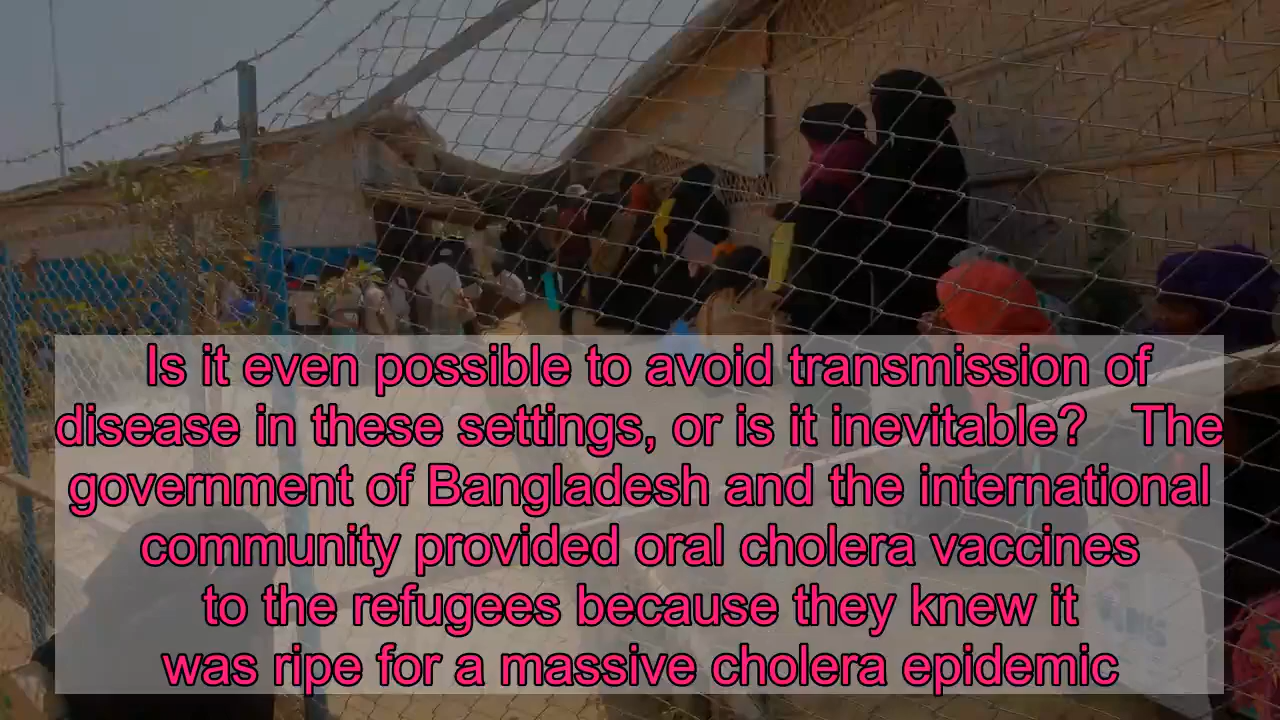 Is it even possible to avoid transmission of
disease in these settings, or is it inevitable?   The
government of Bangladesh and the international
community provided oral cholera vaccines
to the refugees because they knew it
was ripe for a massive cholera epidemic